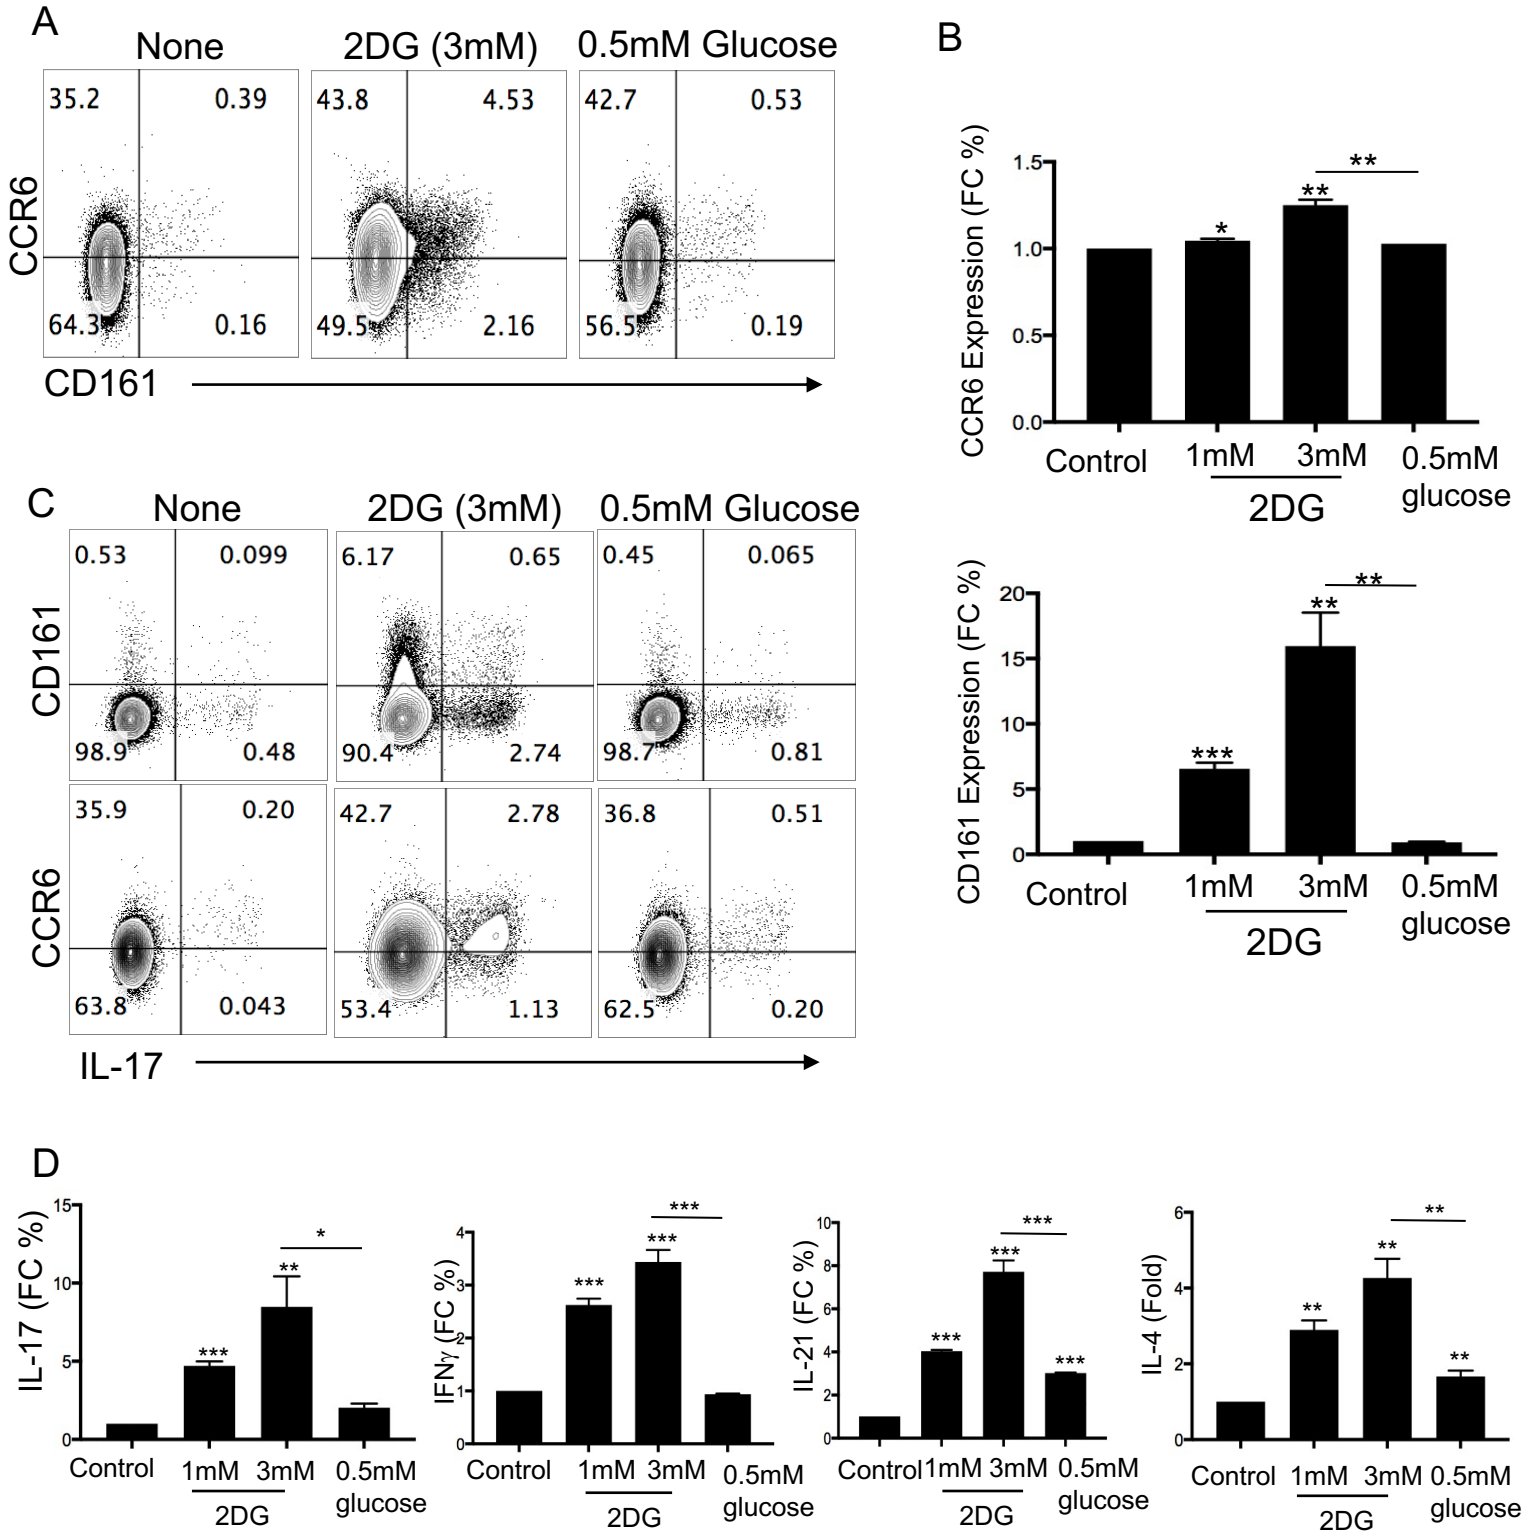 A
None
2DG (3mM)
0.5mM Glucose
35.2
0.39
43.8
4.53
42.7
0.53
CCR6
64.3
0.16
49.5
2.16
56.5
0.19
CD161
B
CCR6 Expression (FC %)
1.5
1.0
0.5
0.0
*
**
**
Control
1mM
3mM
0.5mM
glucose
2DG
CD161 Expression (FC %)
20
15
10
5
0
***
**
**
Control
1mM
3mM
0.5mM
glucose
2DG
C
None
2DG (3mM)
0.5mM Glucose
0.53
0.099
6.17
0.65
0.45
0.065
CD161
98.9
0.48
90.4
2.74
98.7
0.81
35.9
0.20
42.7
2.78
36.8
0.51
CCR6
63.8
0.043
53.4
1.13
62.5
0.20
IL-17
D
IL-17 (FC %)
15
10
5
0
***
**
*
Control
1mM
3mM
0.5mM
glucose
2DG
IFNγ (FC %)
4
3
2
1
0
***
***
***
Control
1mM
3mM
0.5mM
glucose
2DG
IL-21 (FC %)
10
8
6
4
2
0
***
***
***
***
Control
1mM
3mM
0.5mM
glucose
2DG
IL-4 (Fold)
6
4
2
0
**
**
**
**
Control
1mM
3mM
0.5mM
glucose
2DG